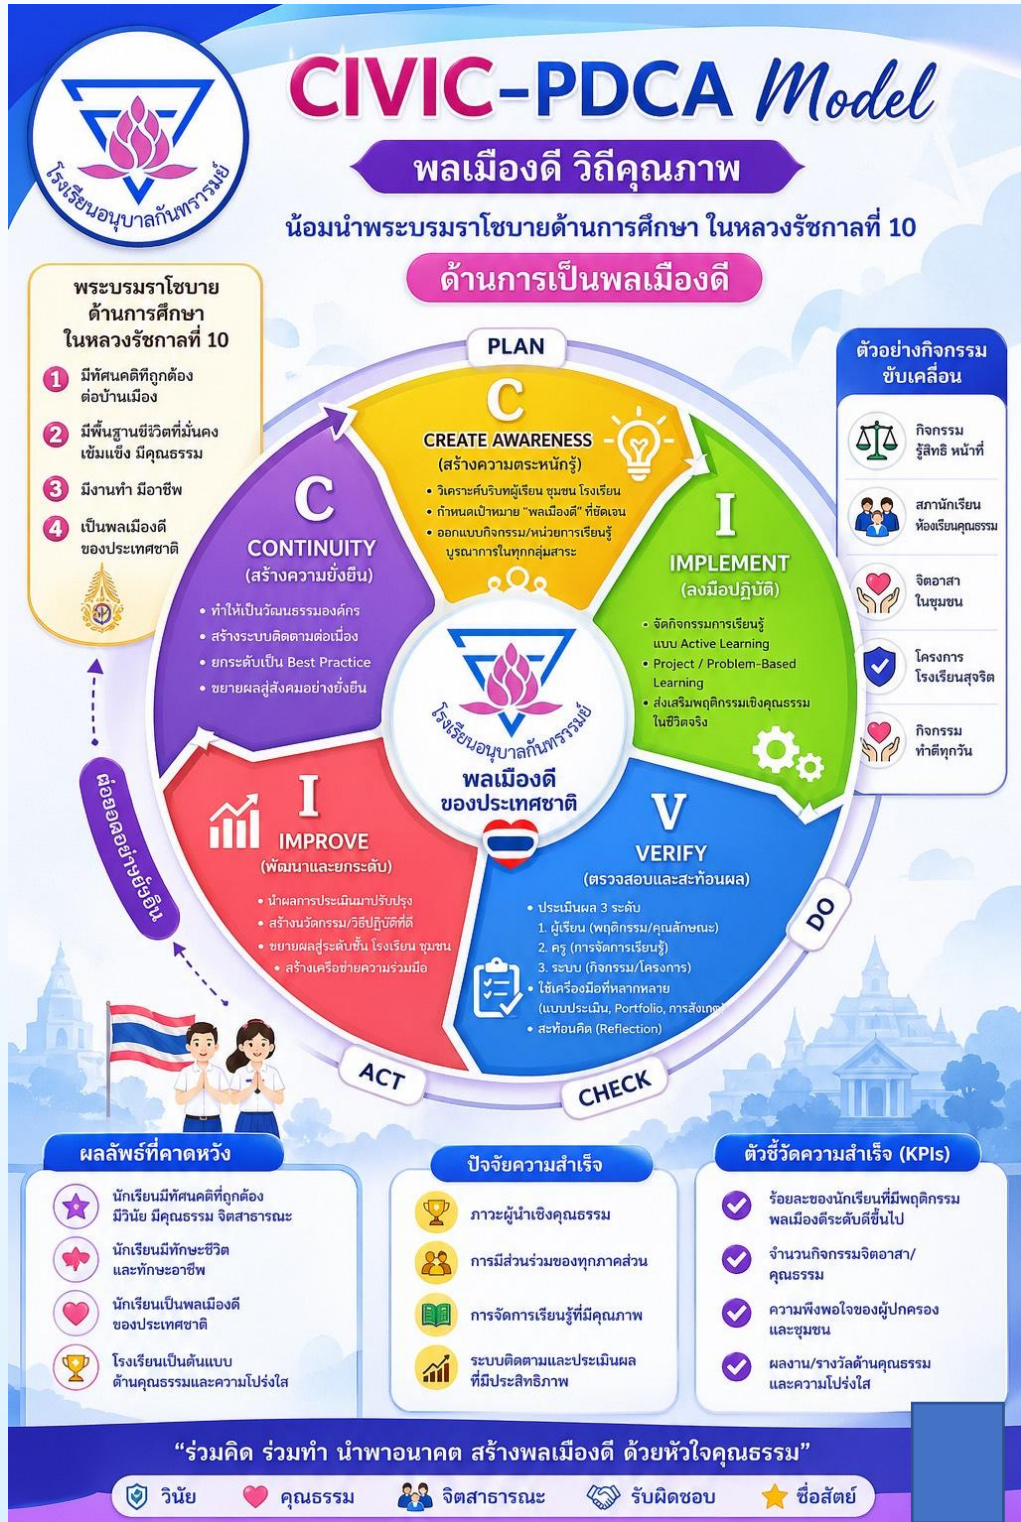 โรงเรียนอนุบาลกันทรารมย์
CIVIC-PDCA Model
พลเมืองดี วิถีคุณภาพ
น้อมนำพระบรมราโชบายด้านการศึกษา ในหลวงรัชกาลที่ 10
ด้านการเป็นพลเมืองดี
พระบรมราโชบาย
ด้านการศึกษา
ในหลวงรัชกาลที่ 10
1 มีทัศนคติที่ถูกต้อง
ต่อบ้านเมือง
2 มีพื้นฐานชีวิตที่มั่นคง
เข้มแข็ง มีคุณธรรม
3 มีงานทำ มีอาชีพ
4 เป็นพลเมืองดี
ของประเทศชาติ
PLAN
C
CREATE AWARENESS
(สร้างความตระหนักรู้)
• วิเคราะห์บริบทผู้เรียน ชุมชน โรงเรียน
• กำหนดเป้าหมาย “พลเมืองดี” ที่ชัดเจน
• ออกแบบกิจกรรม/หน่วยการเรียนรู้
บูรณาการในทุกกลุ่มสาระ
I
IMPLEMENT
(ลงมือปฏิบัติ)
• จัดกิจกรรมการเรียนรู้
แบบ Active Learning
• Project / Problem-Based
Learning
• ส่งเสริมพฤติกรรมเชิงคุณธรรม
ในชีวิตจริง
DO
V
VERIFY
(ตรวจสอบและสะท้อนผล)
• ประเมินผล 3 ระดับ
1. ผู้เรียน (พฤติกรรม/คุณลักษณะ)
2. ครู (การจัดการเรียนรู้)
3. ระบบ (กิจกรรม/โครงการ)
• ใช้เครื่องมือที่หลากหลาย
(แบบประเมิน, Portfolio, การสังเกต)
• สะท้อนคิด (Reflection)
CHECK
I
IMPROVE
(พัฒนาและยกระดับ)
• นำผลการประเมินมาปรับปรุง
• สร้างนวัตกรรม/วิธีปฏิบัติที่ดี
• ขยายผลสู่ระดับชั้น โรงเรียน ชุมชน
• สร้างเครือข่ายความร่วมมือ
ACT
C
CONTINUITY
(สร้างความยั่งยืน)
• ทำให้เป็นวัฒนธรรมองค์กร
• สร้างระบบติดตามต่อเนื่อง
• ยกระดับเป็น Best Practice
• ขยายผลสู่สังคมอย่างยั่งยืน
โรงเรียนอนุบาลกันทรารมย์
พลเมืองดี
ของประเทศชาติ
ตัวอย่างกิจกรรม
ขับเคลื่อน
กิจกรรม
รู้สิทธิ หน้าที่
สภานักเรียน
ห้องเรียนคุณธรรม
จิตอาสา
ในชุมชน
โครงการ
โรงเรียนสุจริต
กิจกรรม
ทำดีทุกวัน
ผลลัพธ์ที่คาดหวัง
นักเรียนมีทัศนคติที่ถูกต้อง
มีวินัย มีคุณธรรม จิตสาธารณะ
นักเรียนมีทักษะชีวิต
และทักษะอาชีพ
นักเรียนเป็นพลเมืองดี
ของประเทศชาติ
โรงเรียนเป็นต้นแบบ
ด้านคุณธรรมและความโปร่งใส
ปัจจัยความสำเร็จ
ภาวะผู้นำเชิงคุณธรรม
การมีส่วนร่วมของทุกภาคส่วน
การจัดการเรียนรู้ที่มีคุณภาพ
ระบบติดตามและประเมินผล
ที่มีประสิทธิภาพ
ตัวชี้วัดความสำเร็จ (KPIs)
ร้อยละของนักเรียนที่มีพฤติกรรม
พลเมืองดีระดับดีขึ้นไป
จำนวนกิจกรรมจิตอาสา/
คุณธรรม
ความพึงพอใจของผู้ปกครอง
และชุมชน
ผลงาน/รางวัลด้านคุณธรรม
และความโปร่งใส
“ร่วมคิด ร่วมทำ นำพาอนาคต สร้างพลเมืองดี ด้วยหัวใจคุณธรรม”
วินัย
คุณธรรม
จิตสาธารณะ
รับผิดชอบ
ซื่อสัตย์